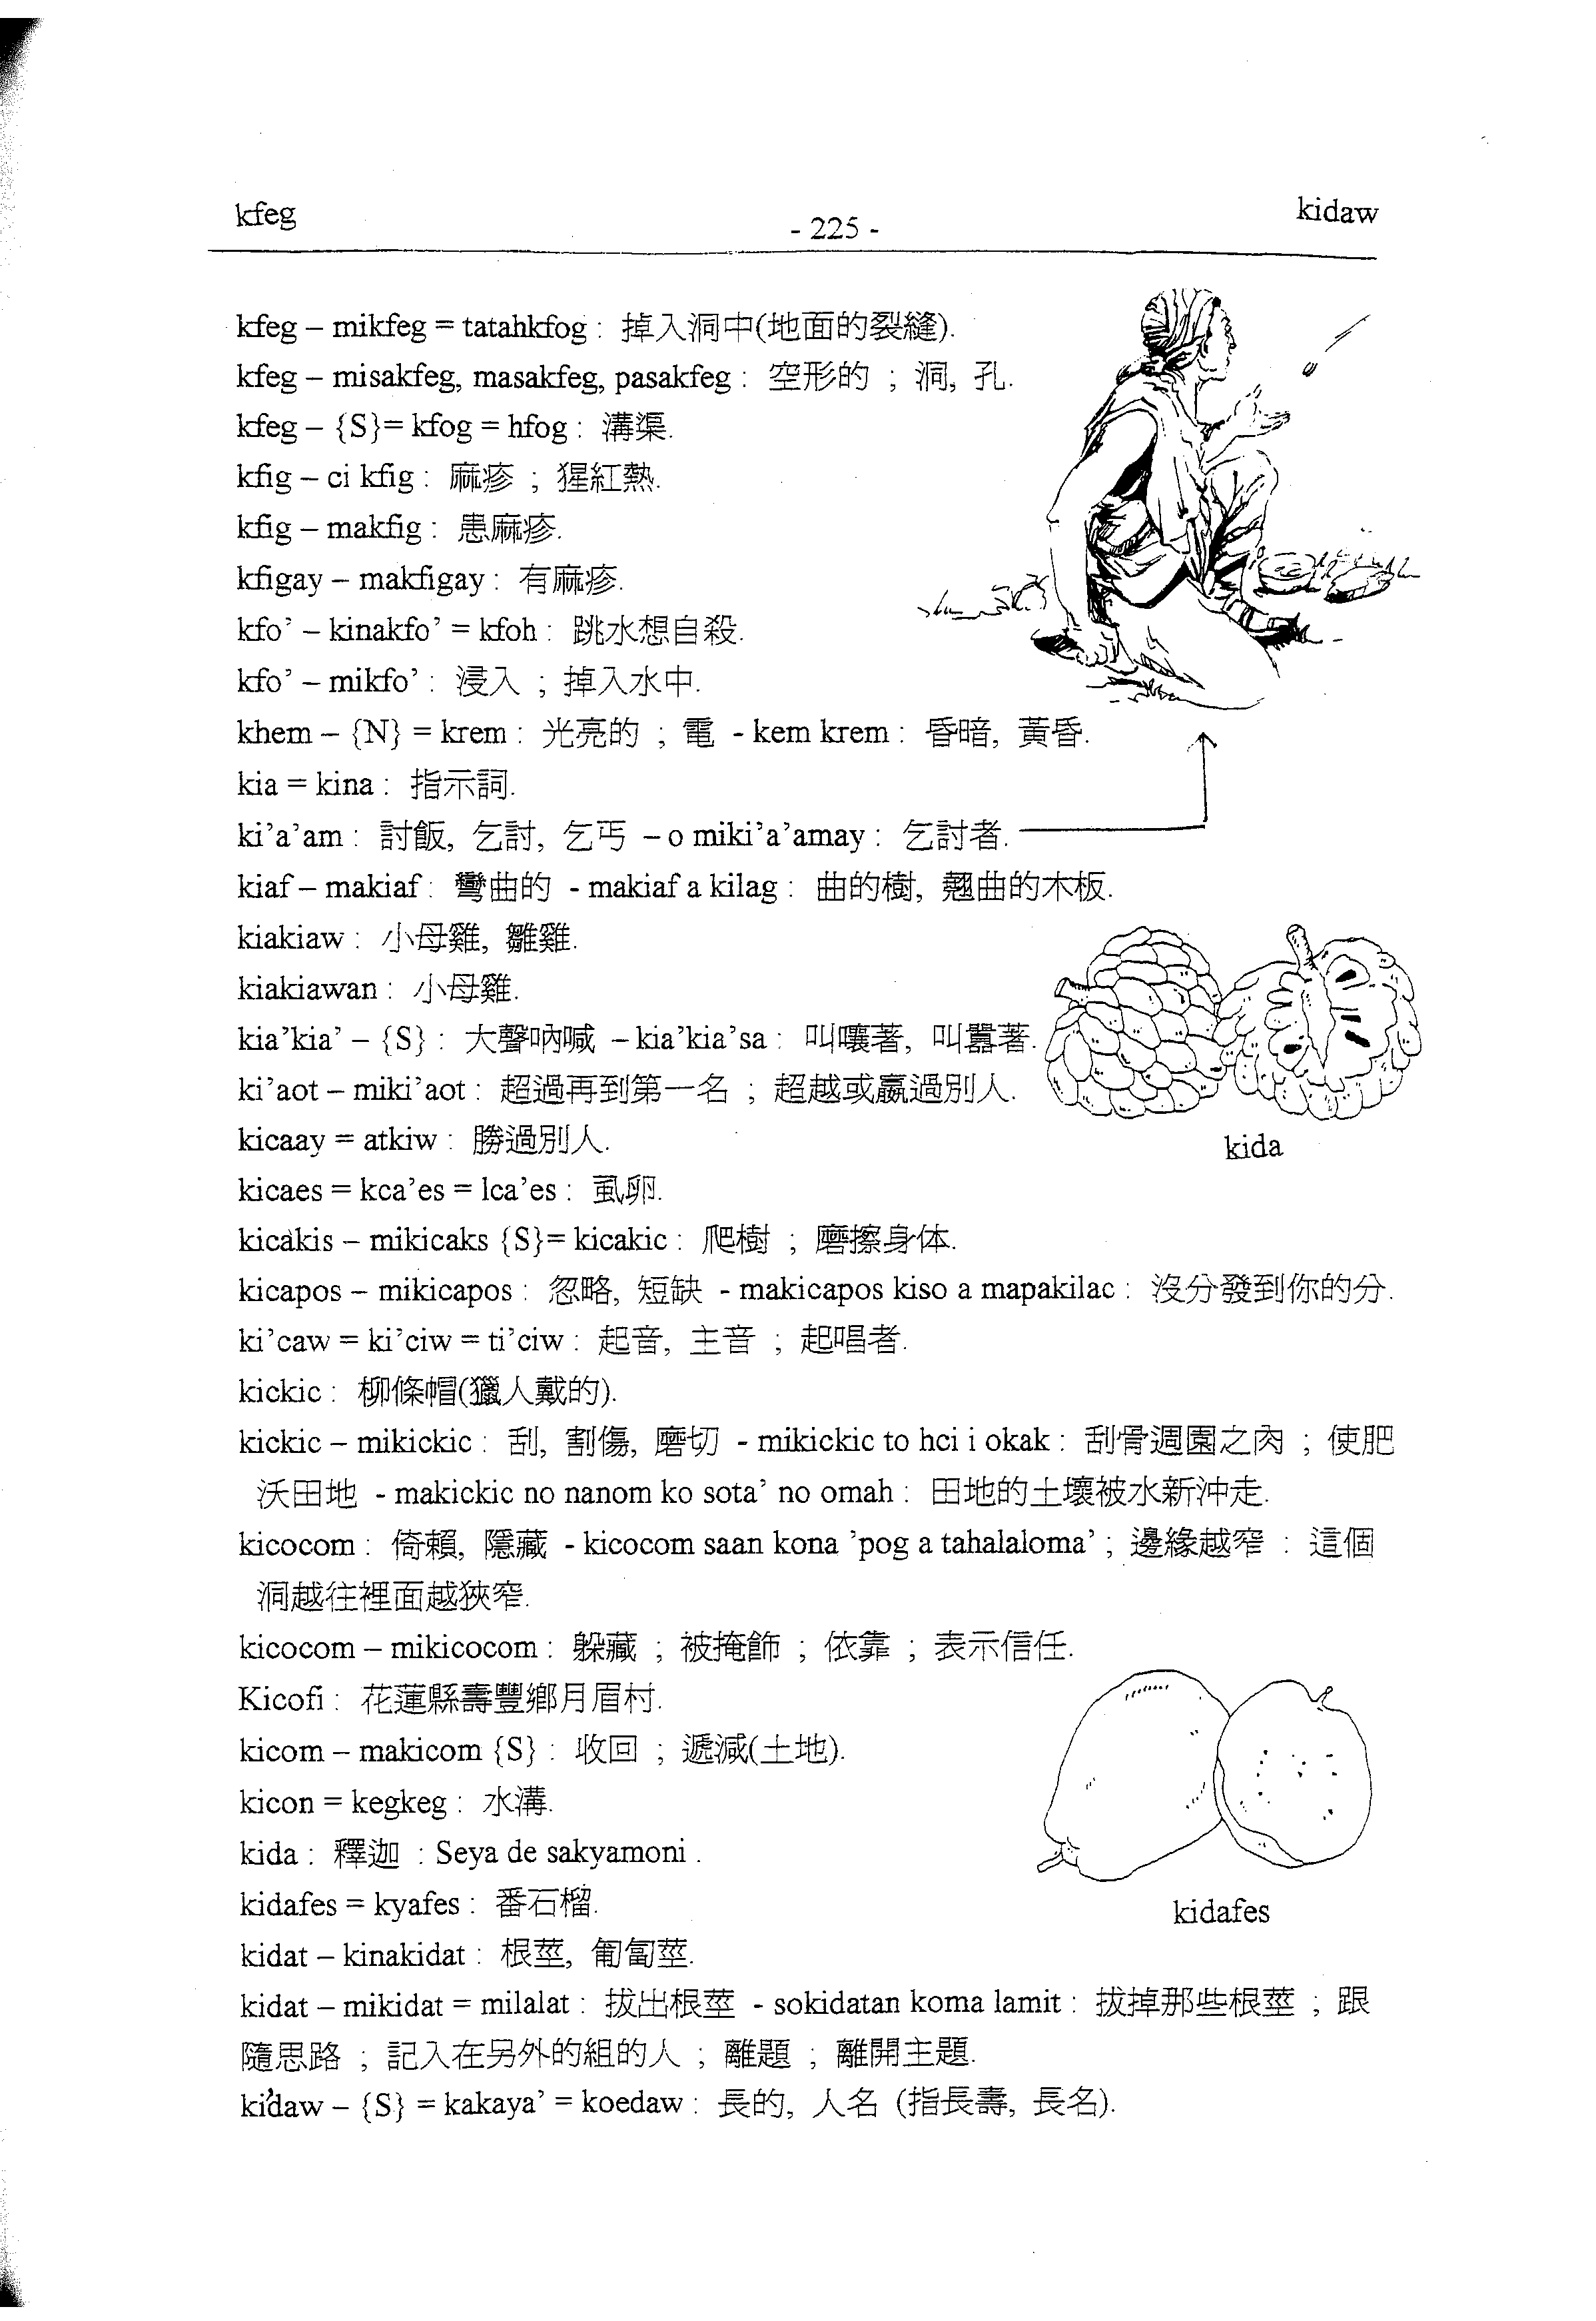 kfeg
- 225 -
kidaw
kfeg – mikfeg = tatahkfog : 掉入洞中(地面的裂縫).
kfeg – misakfeg, masakfeg, pasakfeg : 空形的 ; 洞, 孔.
kfeg – {S}= kfog = hfog : 溝渠.
kfig – ci kfig : 麻疹 ; 猩紅熱.
kfig – makfig : 患麻疹.
kfigay – makfigay : 有麻疹.
kfo’ – kinakfo’ = kfoh : 跳水想自殺.
kfo’ – mikfo’ : 浸入 ; 掉入水中.
khem – {N} = krem : 光亮的 ; 電 - kem krem : 昏暗, 黃昏.
kia = kina : 指示詞.
ki’a’am : 討飯, 乞討, 乞丐 – o miki’a’amay : 乞討者.
kiaf – makiaf : 彎曲的 - makiaf a kilag : 曲的樹, 翹曲的木板.
kiakiaw : 小母雞, 雛雞.
kiakiawan : 小母雞.
kia’kia’ – {S} : 大聲吶喊 – kia’kia’sa : 叫嚷著, 叫囂著.
ki’aot – miki’aot : 超過再到第一名 ; 超越或贏過別人.
kicaay = atkiw : 勝過別人.
kida
kicaes = kca’es = lca’es : 虱卵.
kicakis – mikicaks {S}= kicakic : 爬樹 ; 磨擦身体.
kicapos – mikicapos : 忽略, 短缺 - makicapos kiso a mapakilac : 沒分發到你的分.
ki’caw = ki’ciw = ti’ciw : 起音, 主音 ; 起唱者.
kickic : 柳條帽(獵人戴的).
kickic – mikickic : 刮, 割傷, 磨切 - mikickic to hci i okak : 刮骨週園之肉 ; 使肥
沃田地 - makickic no nanom ko sota’ no omah : 田地的土壤被水新沖走.
kicocom : 倚賴, 隱藏 - kicocom saan kona ’pog a tahalaloma’ ; 邊緣越窄 : 這個
洞越往裡面越狹窄.
kicocom – mikicocom : 躲藏 ; 被掩飾 ; 依靠 ; 表示信任.
Kicofi : 花蓮縣壽豐鄉月眉村.
kicom – makicom {S} : 收回 ; 遞減(土地).
kicon = kegkeg : 水溝.
kida : 釋迦 : Seya de sakyamoni .
kidafes = kyafes : 番石榴.
kidafes
kidat – kinakidat : 根莖, 匍匐莖.
kidat – mikidat = milalat : 拔出根莖 - sokidatan koma lamit : 拔掉那些根莖 ; 跟
隨思路 ; 記入在另外的組的人 ; 離題 ; 離開主題.
ki’daw – {S} = kakaya’ = koedaw : 長的, 人名 (指長壽, 長名).